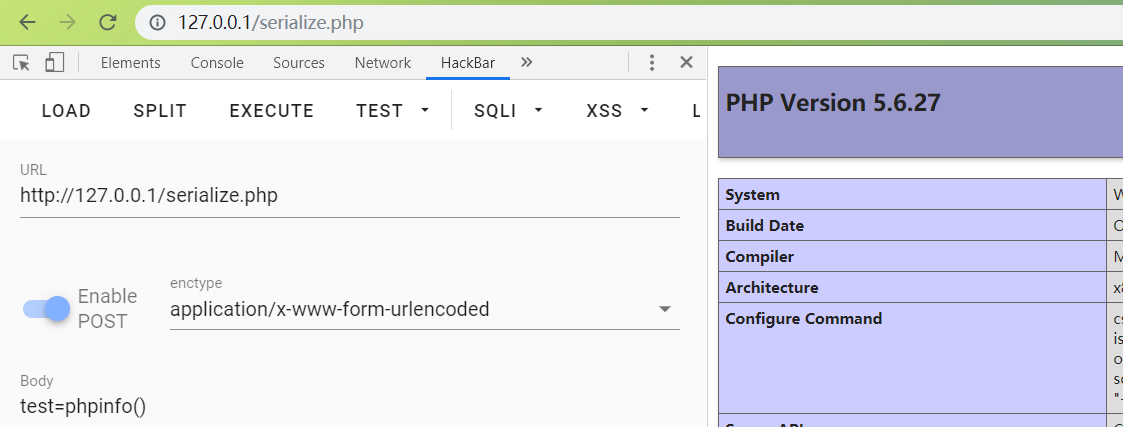 127.0.0.1/serialize.php
Elements Console Sources Network HackBar
LOAD SPLIT EXECUTE TEST SQLI XSS L
URL
http://127.0.0.1/serialize.php
Enable
POST
enctype
application/x-www-form-urlencoded
Body
test=phpinfo()
PHP Version 5.6.27
System
Build Date
Compiler
Architecture
Configure Command